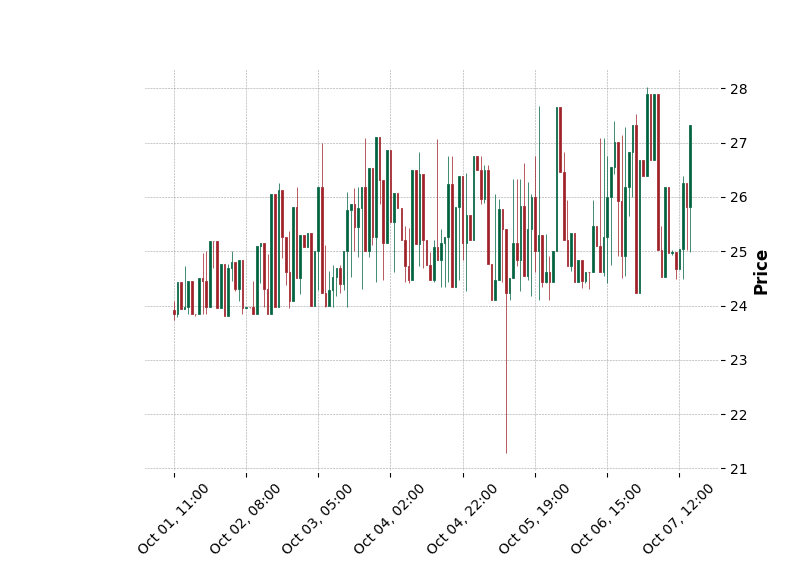 28
27
26
25
24
23
22
21
Price
Oct 01, 11:00
Oct 02, 08:00
Oct 03, 05:00
Oct 04, 02:00
Oct 04, 22:00
Oct 05, 19:00
Oct 06, 15:00
Oct 07, 12:00